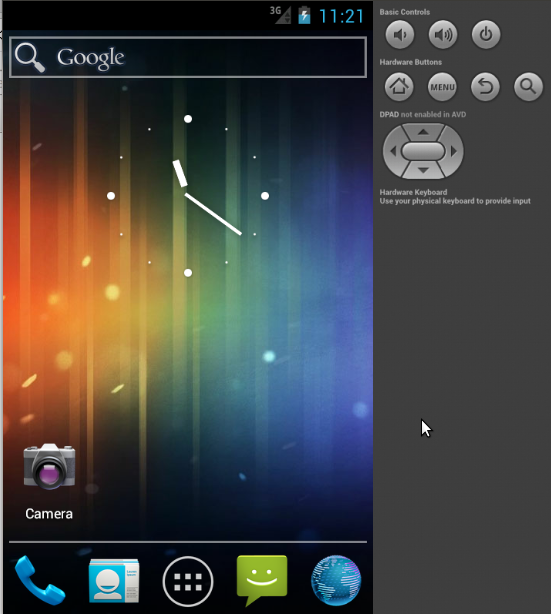 3G 11:21
Google
Camera
Basic Controls
Hardware Buttons
MENU
DPAD not enabled in AVD
Hardware Keyboard
Use your physical keyboard to provide input